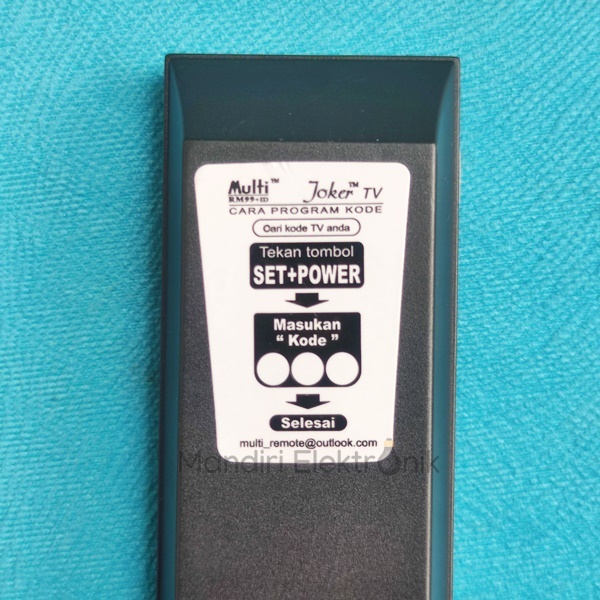 Multi™ Joker™ TV
RM99+ID
CARA PROGRAM KODE
Cari kode TV anda
Tekan tombol
SET+POWER
Masukan
“ Kode ”
Selesai
multi_remote@outlook.com
Mandiri Elektronik